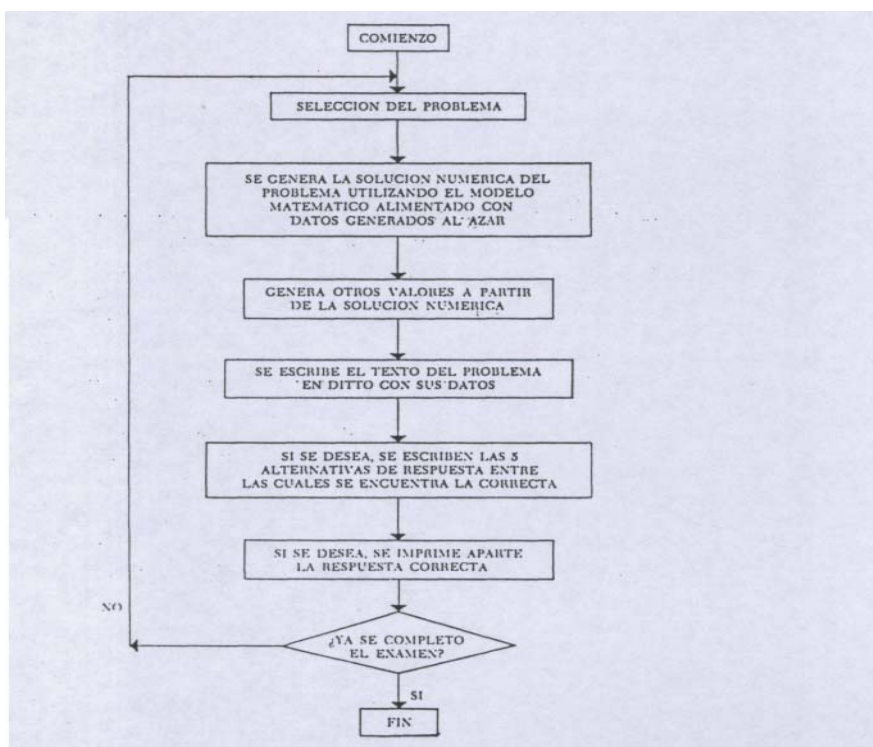 COMIENZO
SELECCION DEL PROBLEMA
SE GENERA LA SOLUCION NUMERICA DEL
PROBLEMA UTILIZANDO EL MODELO
MATEMATICO ALIMENTADO CON
DATOS GENERADOS AL AZAR
GENERA OTROS VALORES A PARTIR
DE LA SOLUCION NUMERICA
SE ESCRIBE EL TEXTO DEL PROBLEMA
EN DITTO CON SUS DATOS
SI SE DESEA, SE ESCRIBEN LAS 5
ALTERNATIVAS DE RESPUESTA ENTRE
LAS CUALES SE ENCUENTRA LA CORRECTA
SI SE DESEA, SE IMPRIME APARTE
LA RESPUESTA CORRECTA
NO
¿YA SE COMPLETO
EL EXAMEN?
SI
FIN